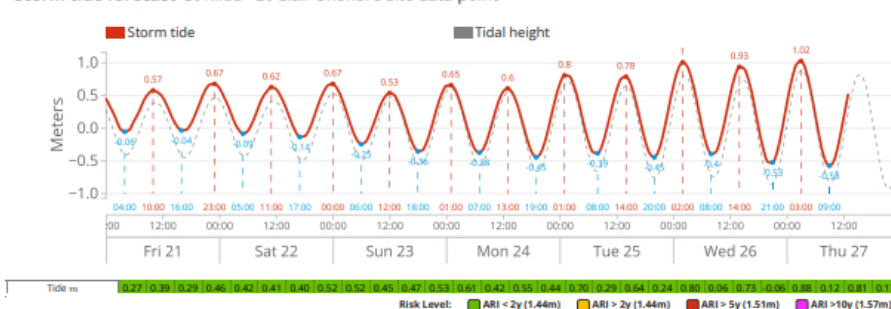 Storm tide Tidal height
1.0
0.5
0.0
−0.5
−1.0
Meters
0.57 0.67 0.62 0.67 0.53 0.65 0.6 0.8 0.78 1 0.93 1.02
-0.06 -0.04 -0.09 -0.14 -0.25 -0.36 -0.38 -0.45 -0.39 -0.45 -0.4 -0.53 -0.58
04:00 10:00 16:00 23:00 05:00 11:00 17:00 00:00 06:00 12:00 18:00 01:00 07:00 13:00 19:00 01:00 08:00 14:00 20:00 02:00 08:00 14:00 21:00 03:00 09:00
:00 12:00 00:00 12:00 00:00 12:00 00:00 12:00 00:00 12:00 00:00 12:00 00:00 12:00
Fri 21 Sat 22 Sun 23 Mon 24 Tue 25 Wed 26 Thu 27
Tide m 0.27 0.39 0.29 0.46 0.42 0.41 0.40 0.52 0.52 0.45 0.47 0.53 0.61 0.42 0.55 0.44 0.70 0.29 0.64 0.24 0.80 0.06 0.73 -0.06 0.88 0.12 0.81
Risk Level: ARI < 2y (1.44m) ARI > 2y (1.44m) ARI > 5y (1.51m) ARI >10y (1.57m)